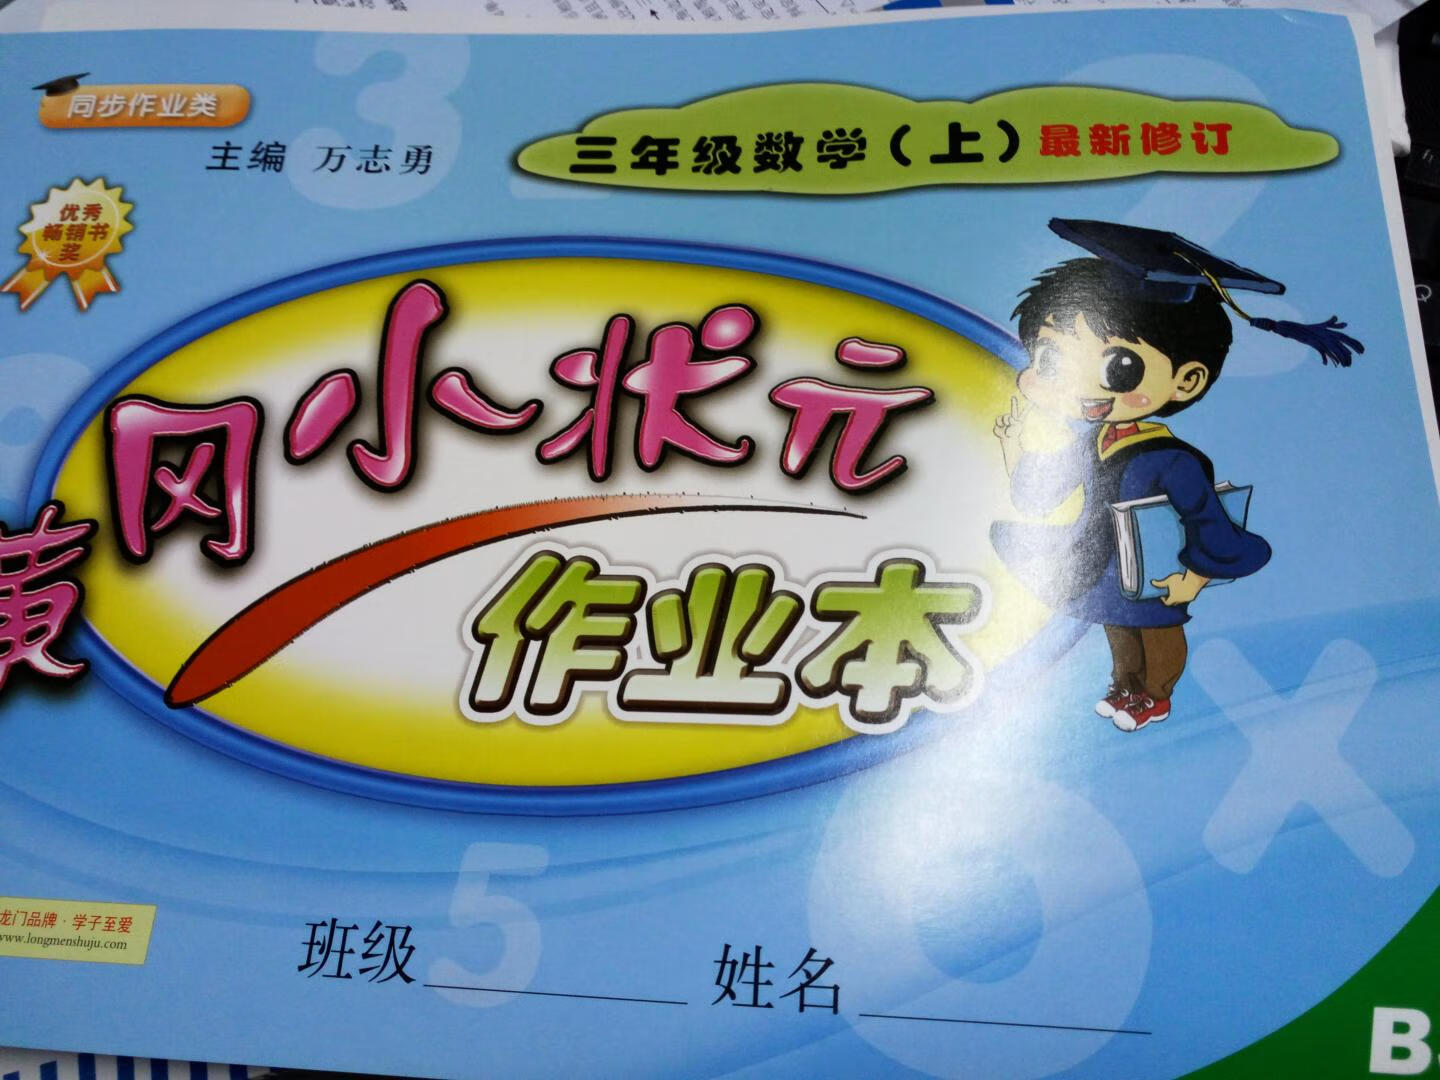 同步作业类
主编 万志勇
三年级数学（上）最新修订
优秀
畅销书
奖
黄冈小状元
作业本
龙门品牌·学子至爱
www.longmenshuju.com
班级
姓名